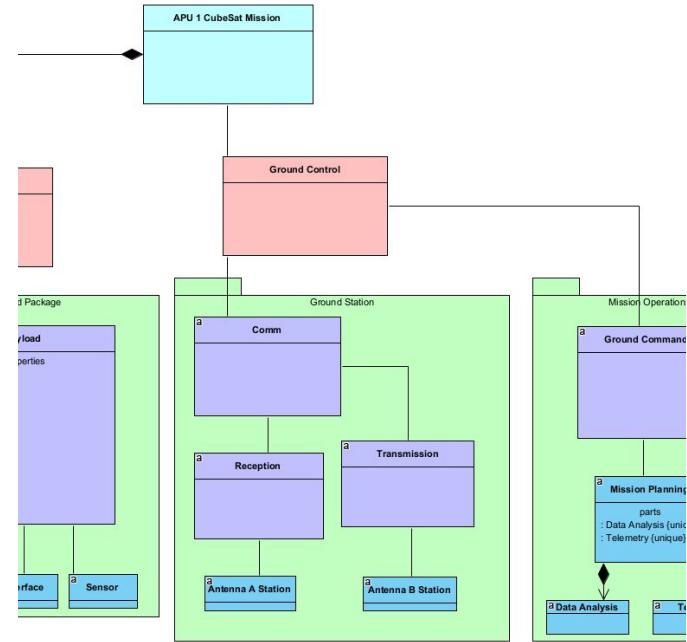 APU 1 CubeSat Mission
Ground Control
d Package
Ground Station
Mission Operation
a
Comm
a
Ground Command
yload
perties
a
Reception
a
Transmission
a
Mission Planning
parts
: Data Analysis {uniq
: Telemetry {unique}
erface
a
Sensor
a
Antenna A Station
a
Antenna B Station
a
Data Analysis
a
Te